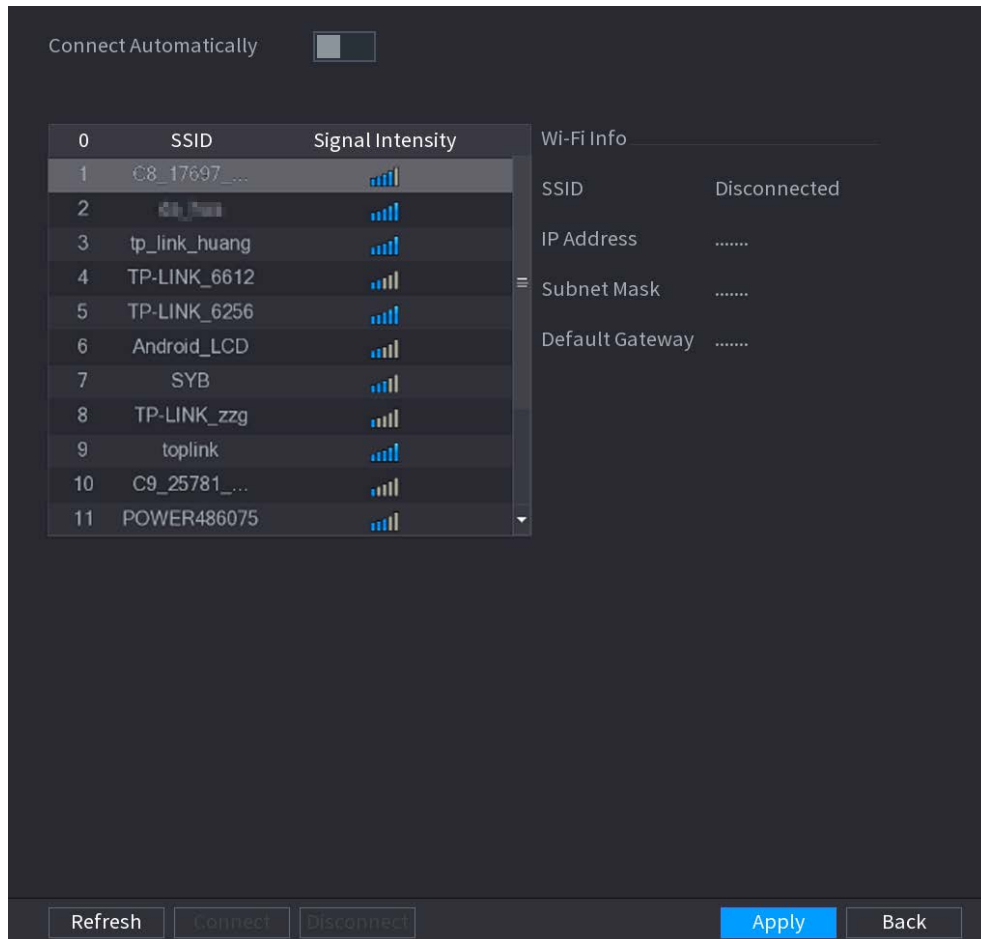 Connect Automatically
0 SSID Signal Intensity
1 C8_17697_...
2
3 tp_link_huang
4 TP-LINK_6612
5 TP-LINK_6256
6 Android_LCD
7 SYB
8 TP-LINK_zzg
9 toplink
10 C9_25781_...
11 POWER486075
Wi-Fi Info
SSID Disconnected
IP Address .......
Subnet Mask .......
Default Gateway .......
Refresh Connect Disconnect Apply Back